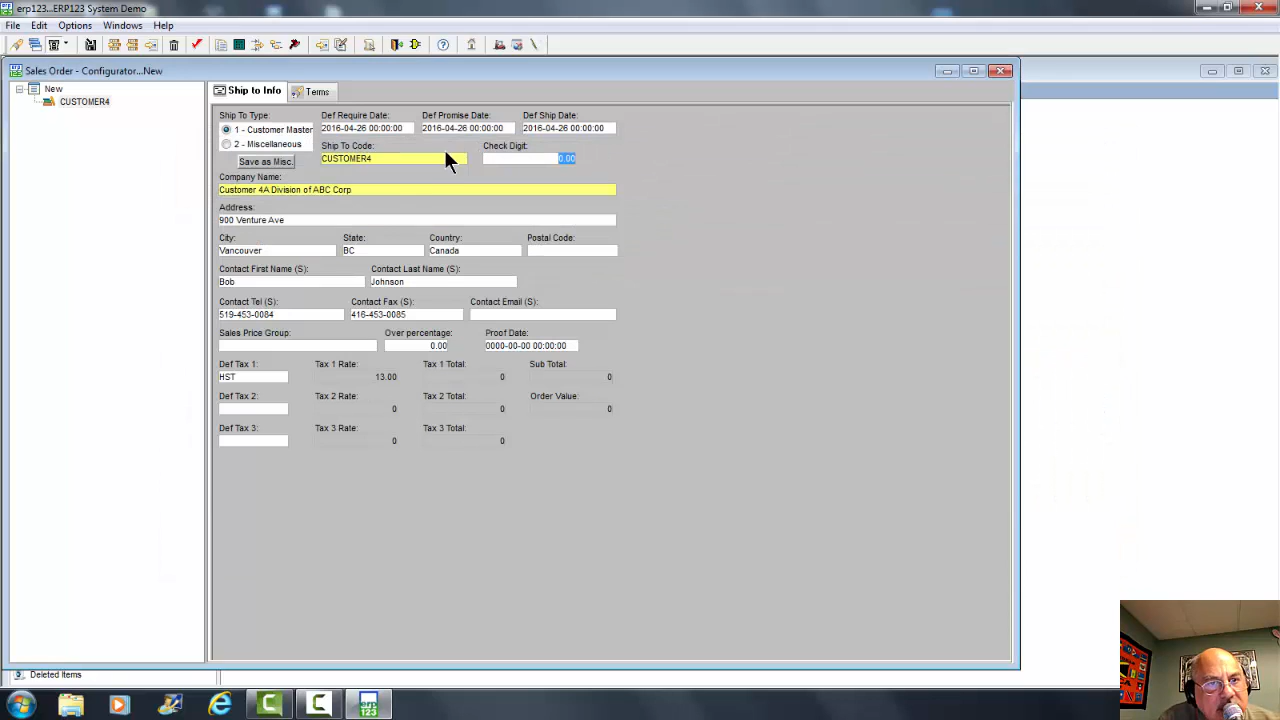 erp123...ERP123 System Demo
File Edit Options Windows Help
Sales Order - Configurator...New
New
CUSTOMER4
Ship to Info Terms
Ship To Type: Def Require Date: Def Promise Date: Def Ship Date:
1 - Customer Master 2016-04-26 00:00:00 2016-04-26 00:00:00 2016-04-26 00:00:00
2 - Miscellaneous Ship To Code: Check Digit:
Save as Misc. CUSTOMER4 0.00
Company Name:
Customer 4A Division of ABC Corp
Address:
900 Venture Ave
City: State: Country: Postal Code:
Vancouver BC Canada
Contact First Name (S): Contact Last Name (S):
Bob Johnson
Contact Tel (S): Contact Fax (S): Contact Email (S):
519-453-0084 416-453-0085
Sales Price Group: Over percentage: Proof Date:
0.00 0000-00-00 00:00:00
Def Tax 1: Tax 1 Rate: Tax 1 Total: Sub Total:
HST 13.00 0 0
Def Tax 2: Tax 2 Rate: Tax 2 Total: Order Value:
0 0 0
Def Tax 3: Tax 3 Rate: Tax 3 Total:
0 0
Deleted Items
erp
123